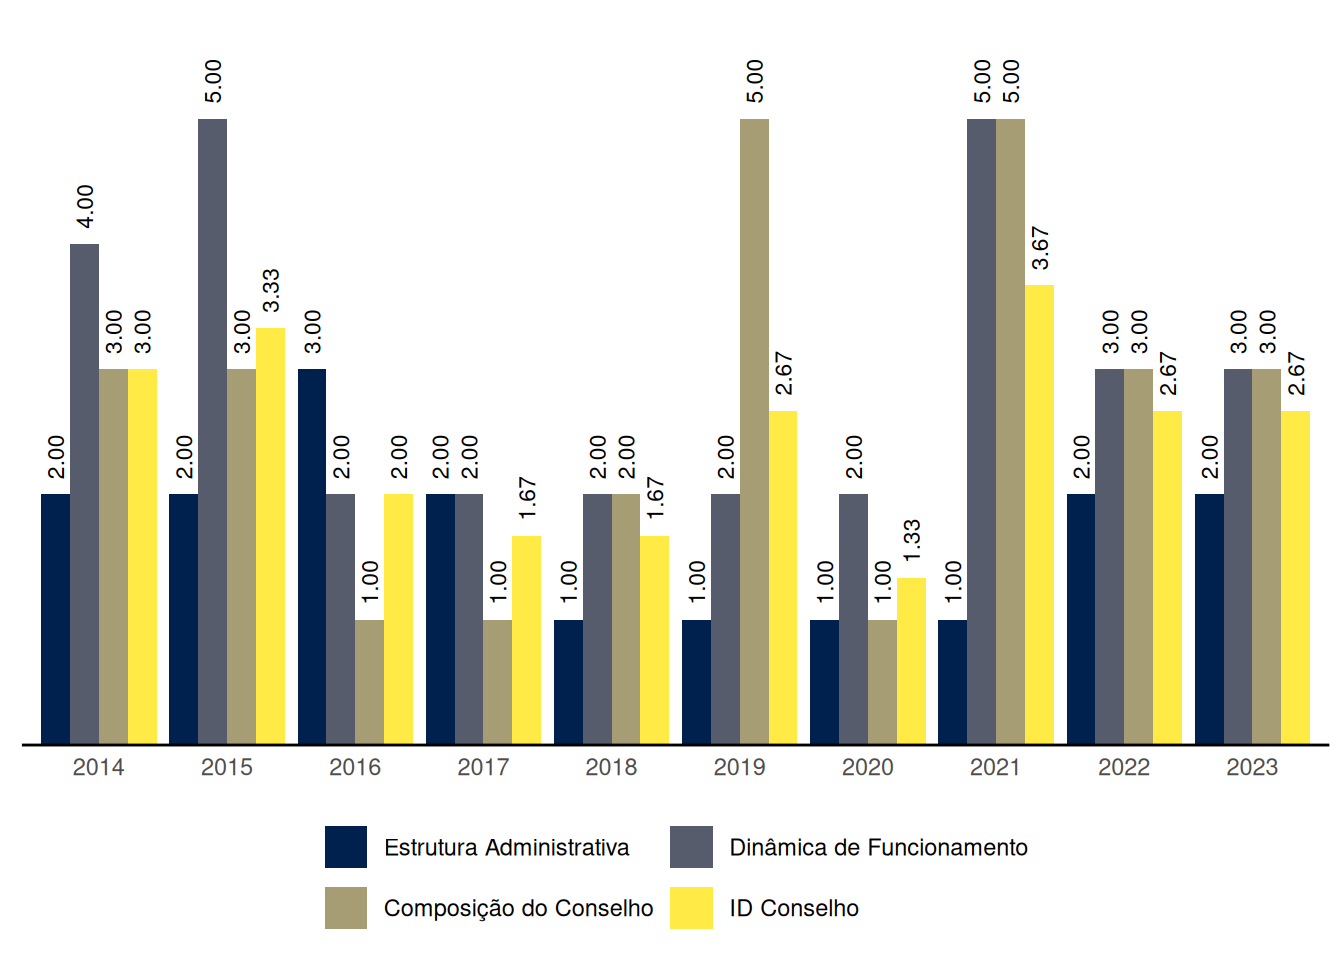 2.00 4.00 3.00 3.00 2.00 5.00 3.00 3.33 3.00 2.00 1.00 2.00 2.00 2.00 1.00 1.67 1.00 2.00 2.00 1.67 1.00 2.00 5.00 2.67 1.00 2.00 1.00 1.33 1.00 5.00 5.00 3.67 2.00 3.00 3.00 2.67 2.00 3.00 3.00 2.67
2014 2015 2016 2017 2018 2019 2020 2021 2022 2023
Estrutura Administrativa Dinâmica de Funcionamento
Composição do Conselho ID Conselho